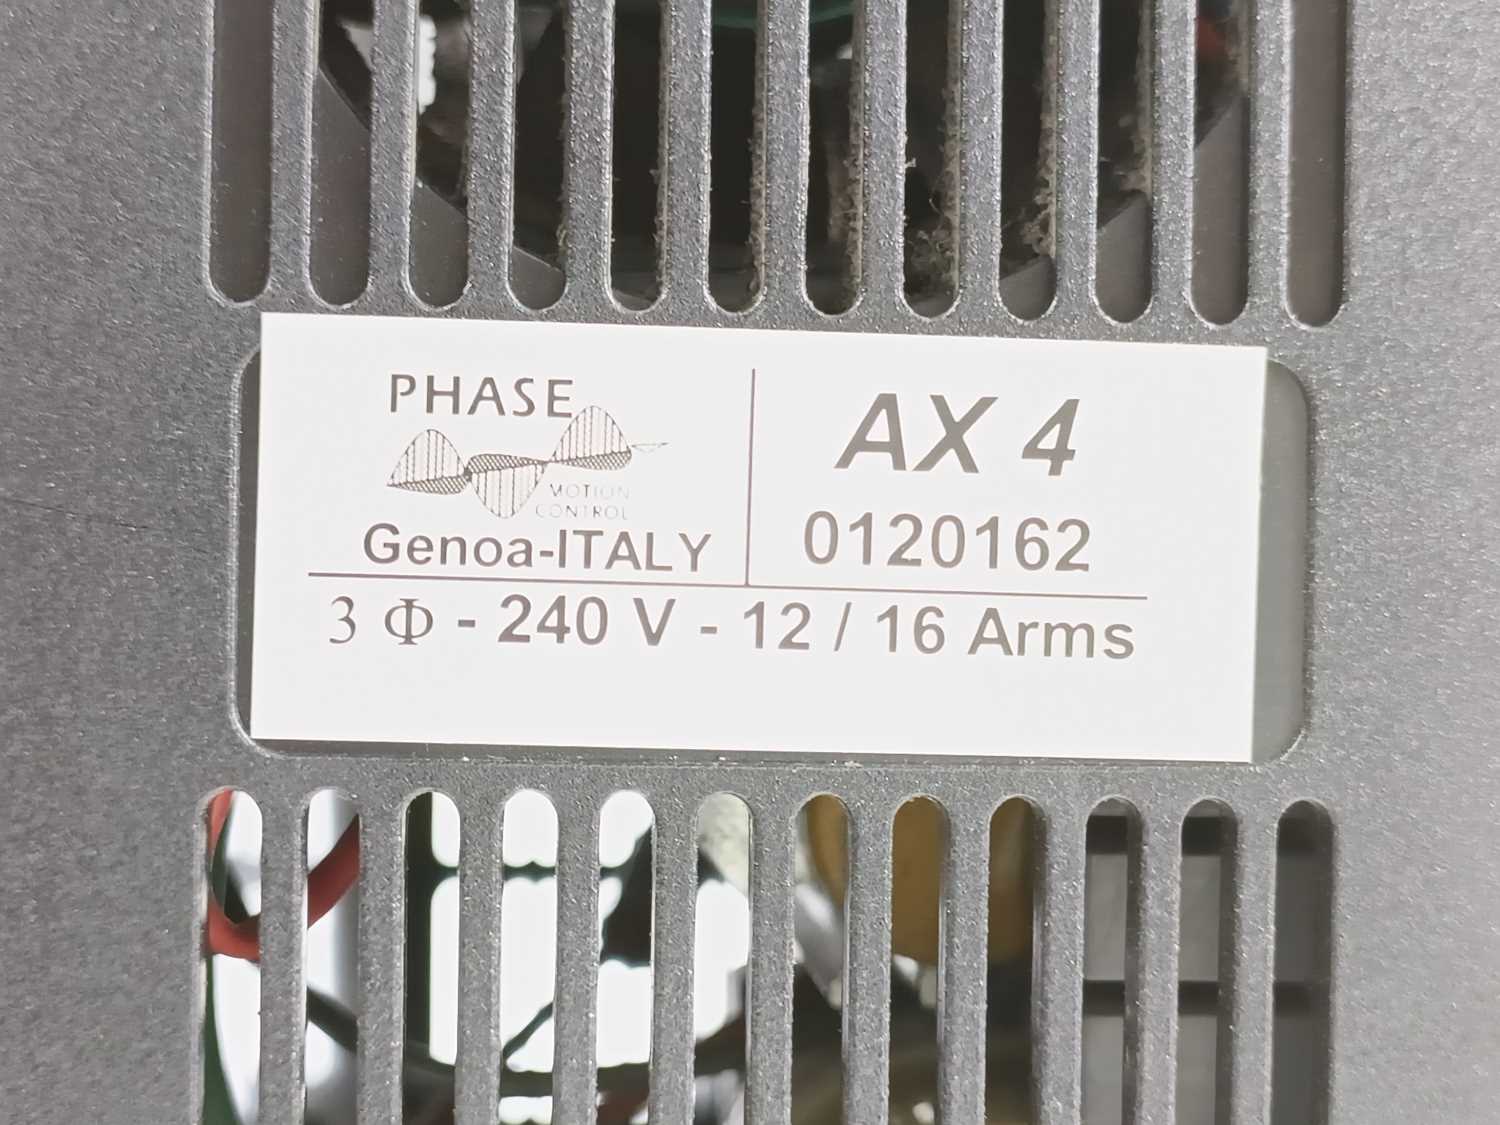 PHASE
MOTION
CONTROL
Genoa-ITALY
AX 4
0120162
3 Φ - 240 V - 12 / 16 Arms